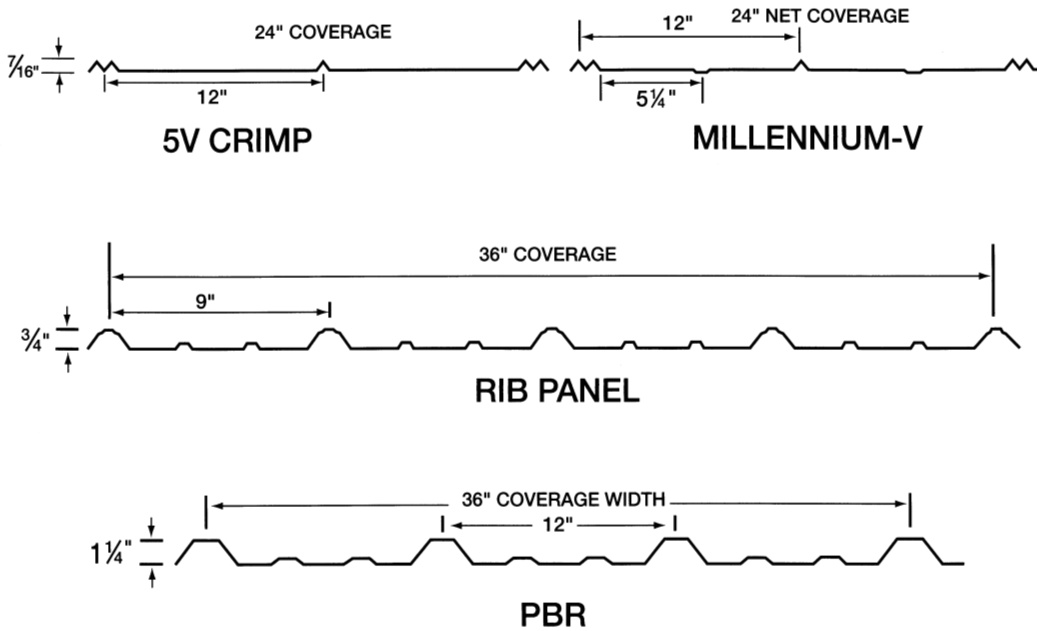 24" COVERAGE
7/16"
12"
5V CRIMP
24" NET COVERAGE
12"
5¼"
MILLENNIUM-V
36" COVERAGE
9"
¾"
RIB PANEL
36" COVERAGE WIDTH
12"
1¼"
PBR